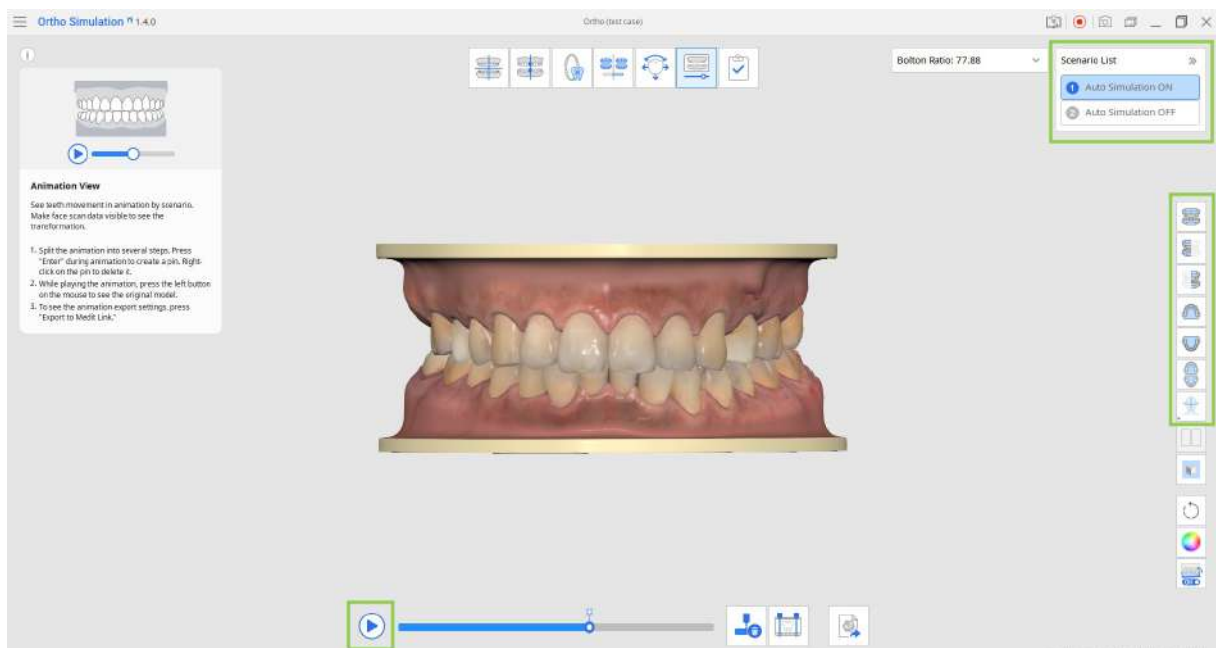 Ortho Simulation 1.4.0
Ortho (test case)
Bolton Ratio: 77.88
Scenario List
1 Auto Simulation ON
2 Auto Simulation OFF
Animation View
See teeth movement in animation by scenario.
Make face scan data visible to see the
transformation.
1. Split the animation into several steps. Press
"Enter" during animation to create a pin. Right-
click on the pin to delete it.
2. While playing the animation, press the left button
on the mouse to see the original model.
3. To see the animation export settings, press
"Export to Medit Link."